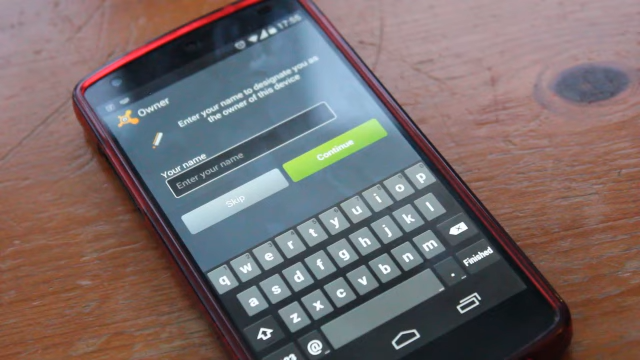 17:55
Owner
Enter your name to designate you as
the owner of this device
Your name
Enter your name
Continue
Skip
q w e r t y u i o p
a s d f g h j k l
z x c v b n m
@ . Finished